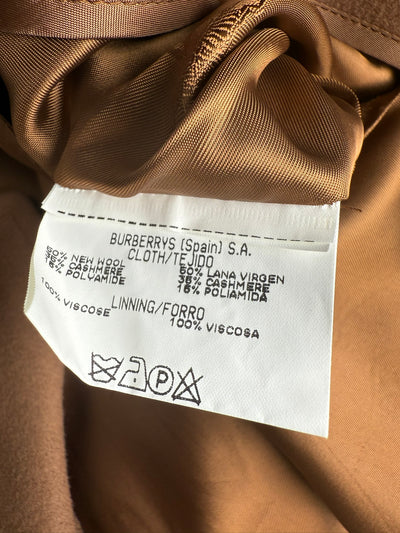 BURBERRYS (Spain) S.A.
CLOTH/TEJIDO
50% NEW WOOL 50% LANA VIRGEN
35% CASHMERE 35% CASHMERE
15% POLYAMIDE 15% POLIAMIDA
LINNING/FORRO
100% VISCOSE 100% VISCOSA
P